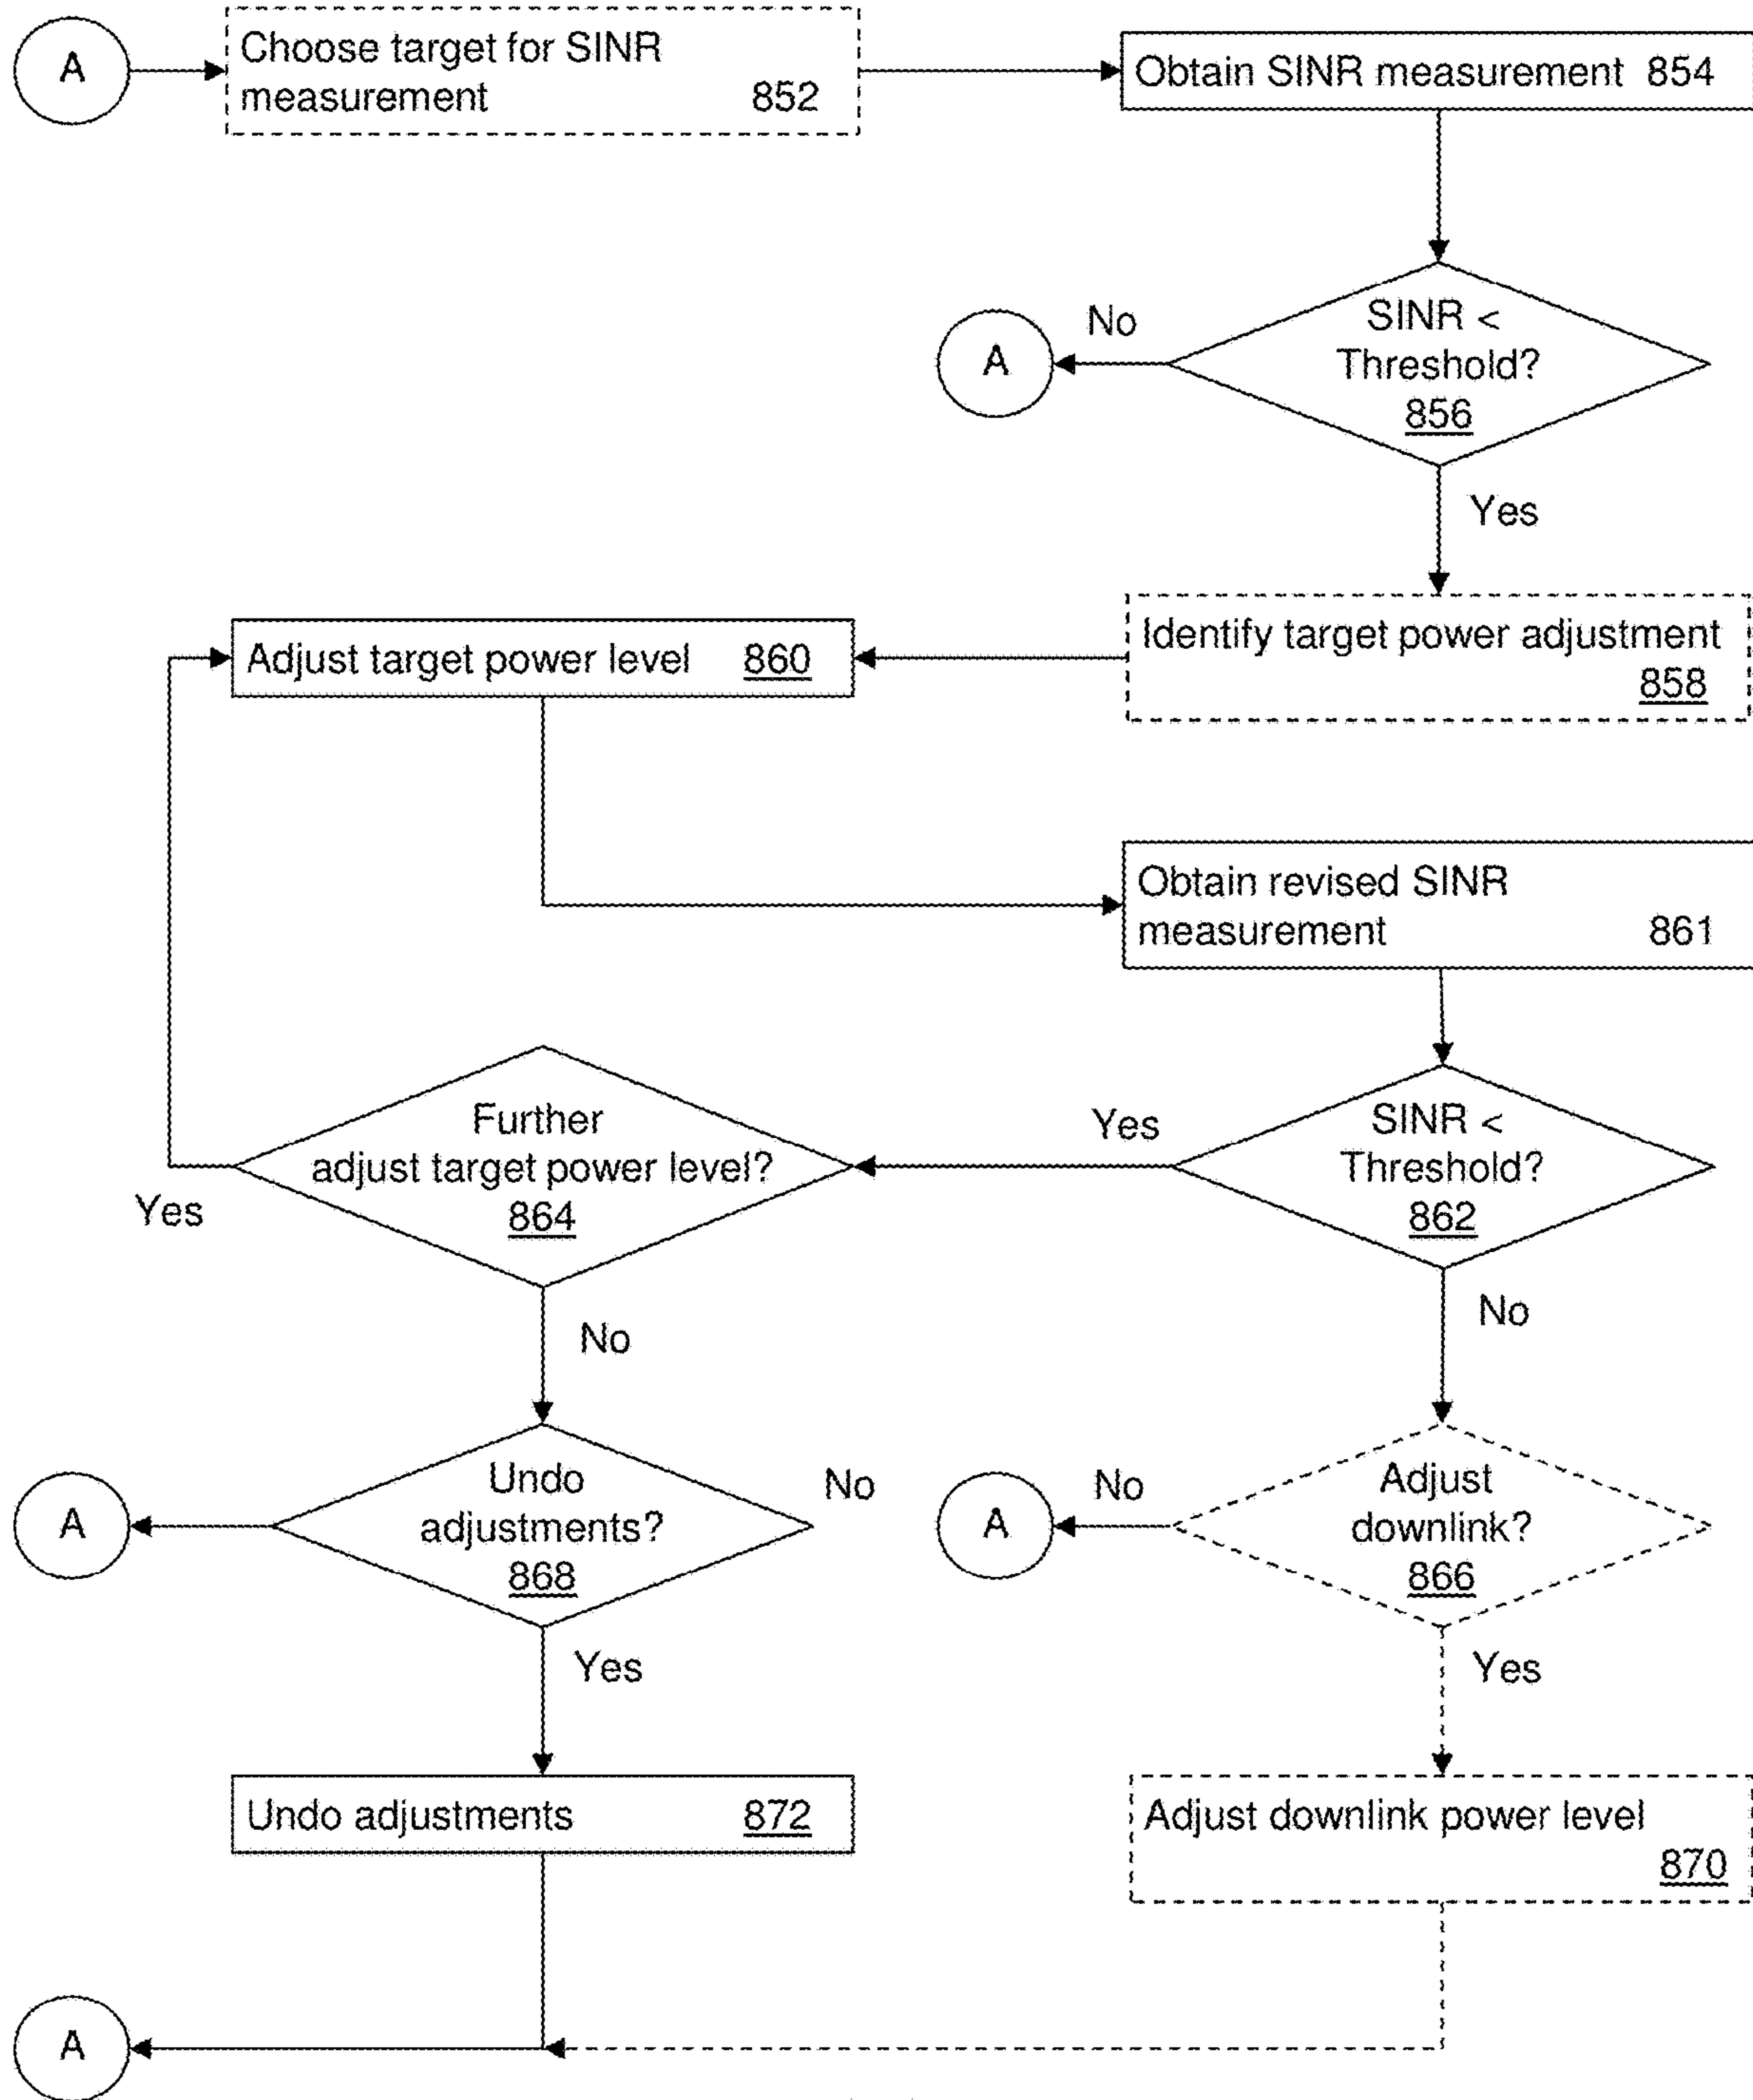 A
Choose target for SINR
measurement 852
Obtain SINR measurement 854
SINR <
Threshold?
856
No
A
Yes
Identify target power adjustment
858
Adjust target power level 860
Obtain revised SINR
measurement 861
SINR <
Threshold?
862
Yes
Further
adjust target power level?
864
Yes
No
No
Undo
adjustments?
868
No
A
Adjust
downlink?
866
No
A
Yes
Yes
Undo adjustments 872
Adjust downlink power level
870
A